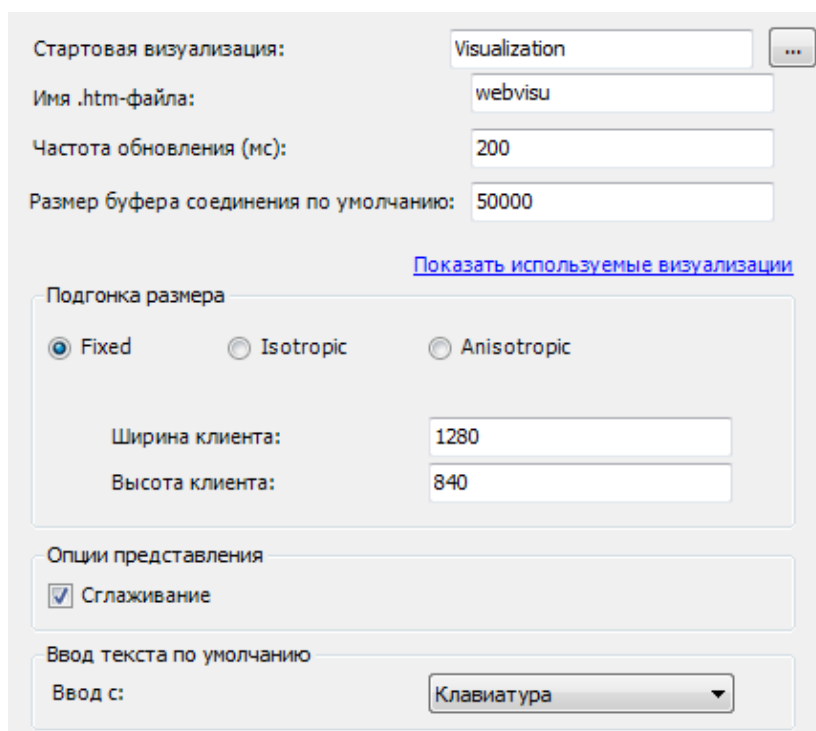 Стартовая визуализация: Visualization ...
Имя .htm-файла: webvisu
Частота обновления (мс): 200
Размер буфера соединения по умолчанию: 50000
Показать используемые визуализации
Подгонка размера
Fixed Isotropic Anisotropic
Ширина клиента: 1280
Высота клиента: 840
Опции представления
Сглаживание
Ввод текста по умолчанию
Ввод с: Клавиатура